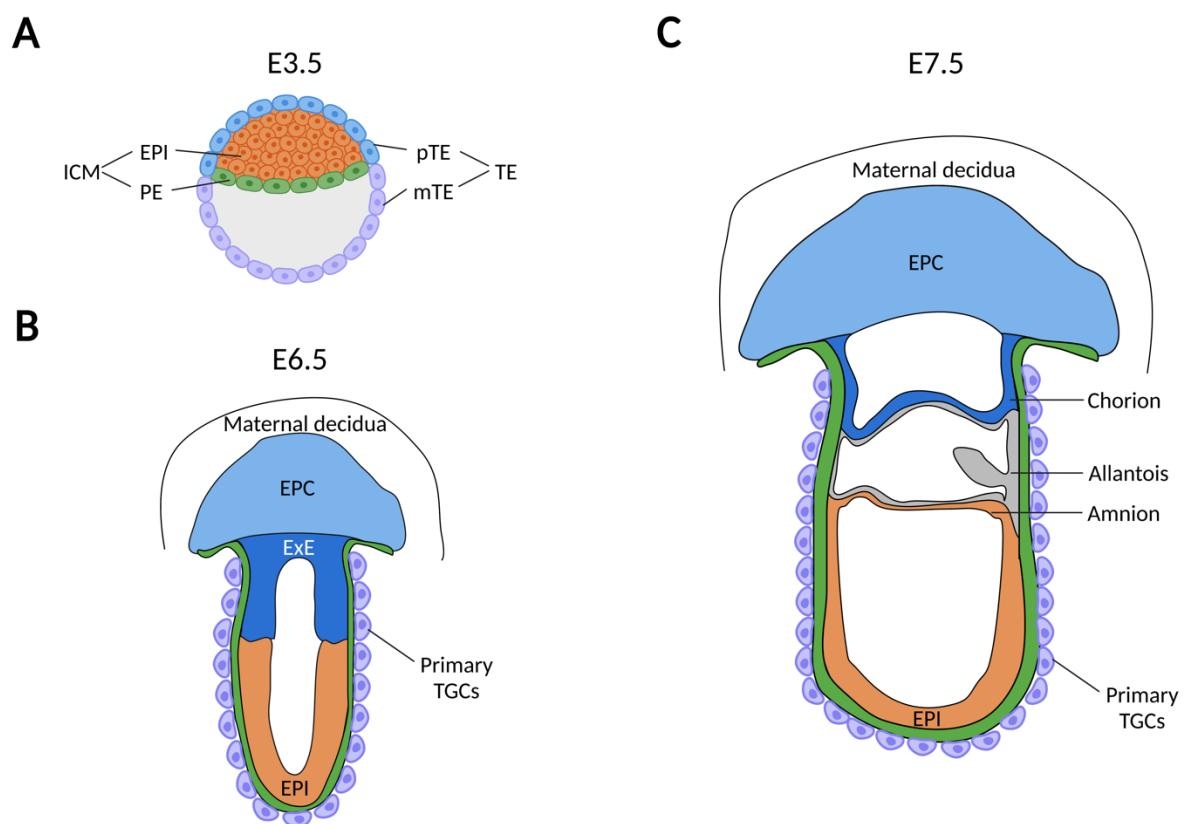 A
E3.5
ICM
EPI
PE
pTE
mTE
TE
B
E6.5
Maternal decidua
EPC
ExE
Primary
TGCs
EPI
C
E7.5
Maternal decidua
EPC
Chorion
Allantois
Amnion
Primary
TGCs
EPI